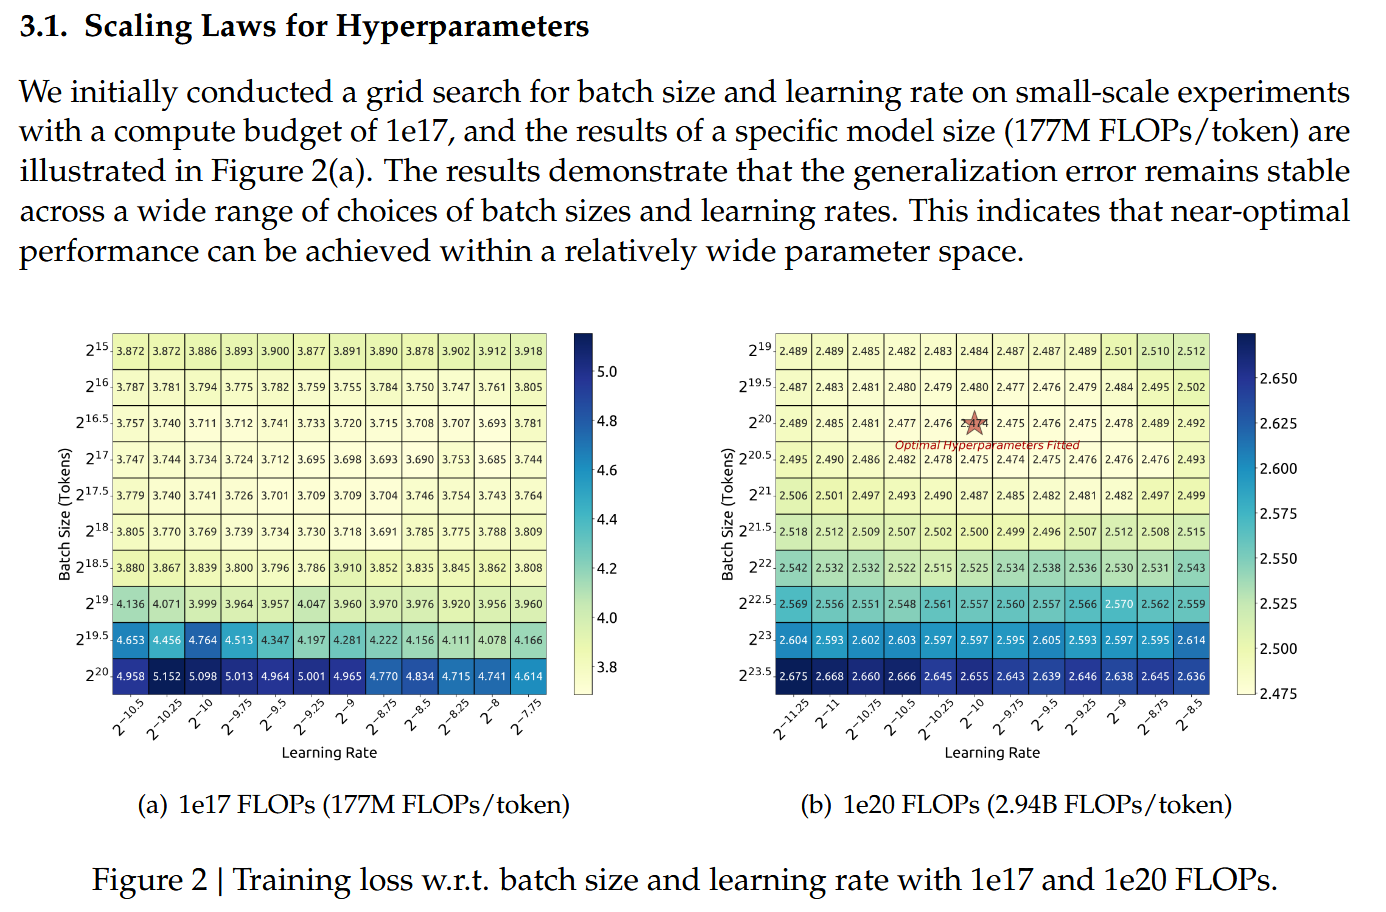 3.1. Scaling Laws for Hyperparameters
We initially conducted a grid search for batch size and learning rate on small-scale experiments
with a compute budget of 1e17, and the results of a specific model size (177M FLOPs/token) are
illustrated in Figure 2(a). The results demonstrate that the generalization error remains stable
across a wide range of choices of batch sizes and learning rates. This indicates that near-optimal
performance can be achieved within a relatively wide parameter space.
Batch Size (Tokens)
2^15 3.872 3.872 3.886 3.893 3.900 3.877 3.891 3.890 3.878 3.902 3.912 3.918
2^16 3.787 3.781 3.794 3.775 3.782 3.759 3.755 3.784 3.750 3.747 3.761 3.805
2^16.5 3.757 3.740 3.711 3.712 3.741 3.733 3.720 3.715 3.708 3.707 3.693 3.781
2^17 3.747 3.744 3.734 3.724 3.712 3.695 3.698 3.693 3.690 3.753 3.685 3.744
2^17.5 3.779 3.740 3.741 3.726 3.701 3.709 3.709 3.704 3.746 3.754 3.743 3.764
2^18 3.805 3.770 3.769 3.739 3.734 3.730 3.718 3.691 3.785 3.775 3.788 3.809
2^18.5 3.880 3.867 3.839 3.800 3.796 3.786 3.910 3.852 3.835 3.845 3.862 3.808
2^19 4.136 4.071 3.999 3.964 3.957 4.047 3.960 3.970 3.976 3.920 3.956 3.960
2^19.5 4.653 4.456 4.764 4.513 4.347 4.197 4.281 4.222 4.156 4.111 4.078 4.166
2^20 4.958 5.152 5.098 5.013 4.964 5.001 4.965 4.770 4.834 4.715 4.741 4.614
2^−10.5 2^−10.25 2^−10 2^−9.75 2^−9.5 2^−9.25 2^−9 2^−8.75 2^−8.5 2^−8.25 2^−8 2^−7.75
Learning Rate
5.0
4.8
4.6
4.4
4.2
4.0
3.8
(a) 1e17 FLOPs (177M FLOPs/token)
Batch Size (Tokens)
2^19 2.489 2.489 2.485 2.482 2.483 2.484 2.487 2.487 2.489 2.501 2.510 2.512
2^19.5 2.487 2.483 2.481 2.480 2.479 2.480 2.477 2.476 2.479 2.484 2.495 2.502
2^20 2.489 2.485 2.481 2.477 2.476 2.474 2.475 2.476 2.475 2.478 2.489 2.492
Optimal Hyperparameters Fitted
2^20.5 2.495 2.490 2.486 2.482 2.478 2.475 2.474 2.475 2.476 2.476 2.476 2.493
2^21 2.506 2.501 2.497 2.493 2.490 2.487 2.485 2.482 2.481 2.482 2.497 2.499
2^21.5 2.518 2.512 2.509 2.507 2.502 2.500 2.499 2.496 2.507 2.512 2.508 2.515
2^22 2.542 2.532 2.532 2.522 2.515 2.525 2.534 2.538 2.536 2.530 2.531 2.543
2^22.5 2.569 2.556 2.551 2.548 2.561 2.557 2.560 2.557 2.566 2.570 2.562 2.559
2^23 2.604 2.593 2.602 2.603 2.597 2.597 2.595 2.605 2.593 2.597 2.595 2.614
2^23.5 2.675 2.668 2.660 2.666 2.645 2.655 2.643 2.639 2.646 2.638 2.645 2.636
2^−11.25 2^−11 2^−10.75 2^−10.5 2^−10.25 2^−10 2^−9.75 2^−9.5 2^−9.25 2^−9 2^−8.75 2^−8.5
Learning Rate
2.650
2.625
2.600
2.575
2.550
2.525
2.500
2.475
(b) 1e20 FLOPs (2.94B FLOPs/token)
Figure 2 | Training loss w.r.t. batch size and learning rate with 1e17 and 1e20 FLOPs.